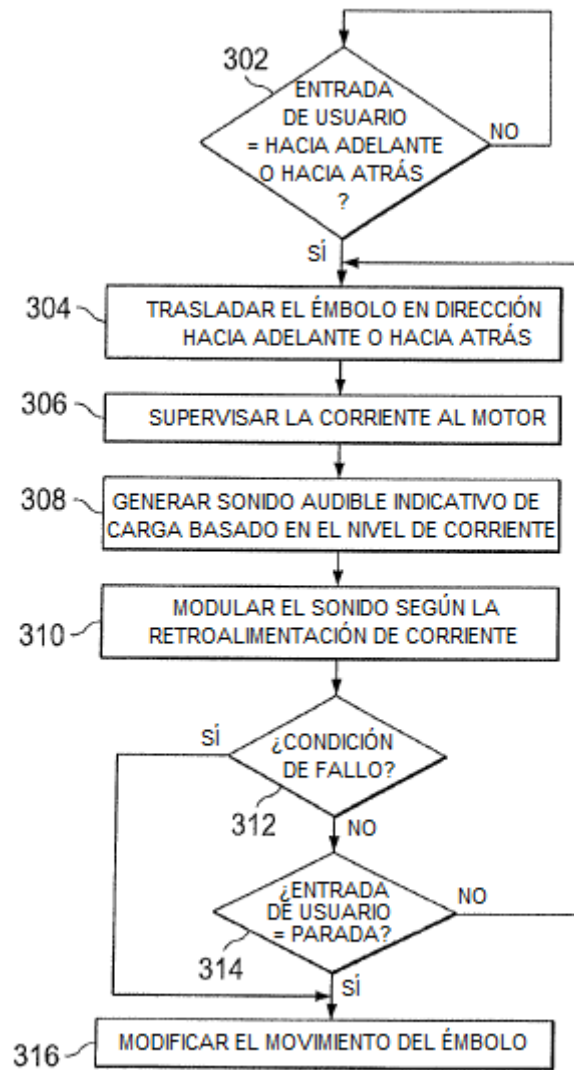 302
ENTRADA
DE USUARIO
= HACIA ADELANTE
O HACIA ATRÁS
?
NO
SÍ
304
TRASLADAR EL ÉMBOLO EN DIRECCIÓN
HACIA ADELANTE O HACIA ATRÁS
306
SUPERVISAR LA CORRIENTE AL MOTOR
308
GENERAR SONIDO AUDIBLE INDICATIVO DE
CARGA BASADO EN EL NIVEL DE CORRIENTE
310
MODULAR EL SONIDO SEGÚN LA
RETROALIMENTACIÓN DE CORRIENTE
SÍ
¿CONDICIÓN
DE FALLO?
312
NO
¿ENTRADA
DE USUARIO
= PARADA?
NO
314
SÍ
316
MODIFICAR EL MOVIMIENTO DEL ÉMBOLO